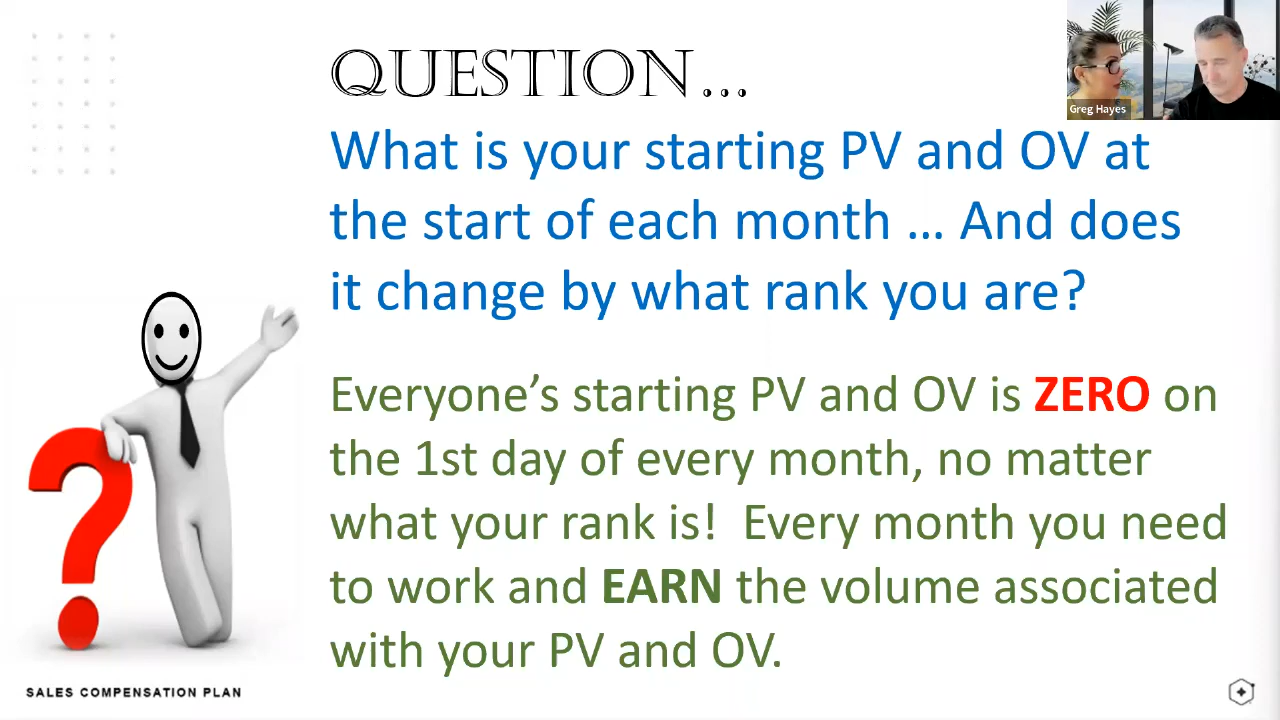 QUESTION...
Greg Hayes
What is your starting PV and OV at
the start of each month ... And does
it change by what rank you are?
Everyone’s starting PV and OV is ZERO on
the 1st day of every month, no matter
what your rank is!  Every month you need
to work and EARN the volume associated
with your PV and OV.
SALES COMPENSATION PLAN